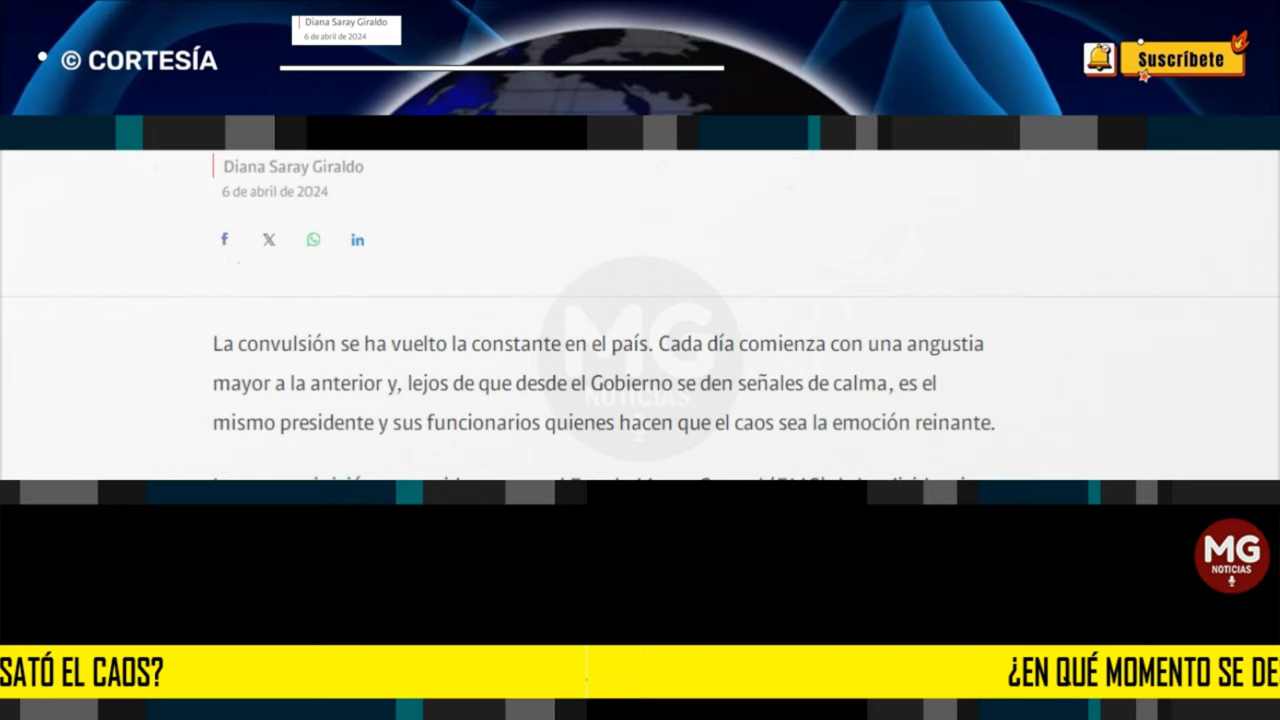 Diana Saray Giraldo
6 de abril de 2024
© CORTESÍA
Suscríbete
Diana Saray Giraldo
6 de abril de 2024
La convulsión se ha vuelto la constante en el país. Cada día comienza con una angustia
mayor a la anterior y, lejos de que desde el Gobierno se den señales de calma, es el
mismo presidente y sus funcionarios quienes hacen que el caos sea la emoción reinante.
MG
NOTICIAS
MG
NOTICIAS
SATÓ EL CAOS?
¿EN QUÉ MOMENTO SE DE